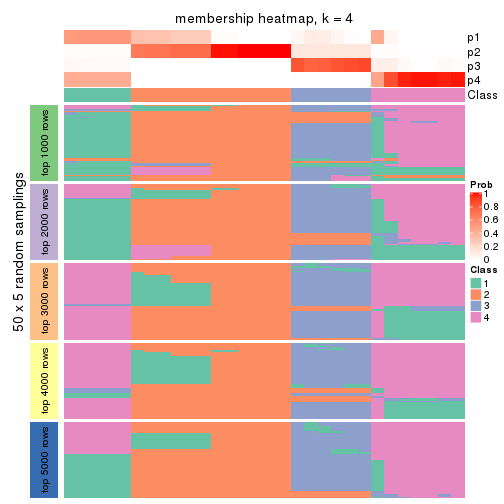 membership heatmap, k = 4
p1
p2
p3
p4
Class
50 x 5 random samplings
top 1000 rows
top 2000 rows
top 3000 rows
top 4000 rows
top 5000 rows
Prob
1
0.8
0.6
0.4
0.2
0
Class
1
2
3
4